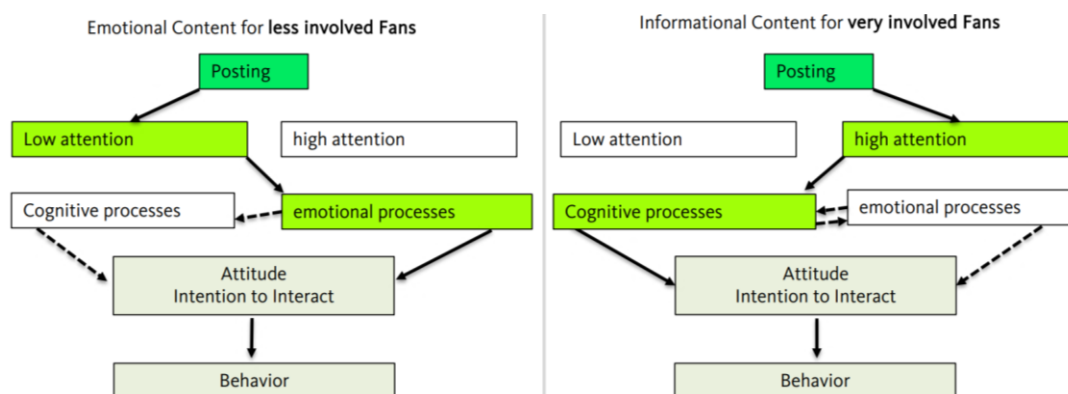 Emotional Content for less involved Fans
Posting
Low attention
high attention
Cognitive processes
emotional processes
Attitude
Intention to Interact
Behavior
Informational Content for very involved Fans
Posting
Low attention
high attention
Cognitive processes
emotional processes
Attitude
Intention to Interact
Behavior